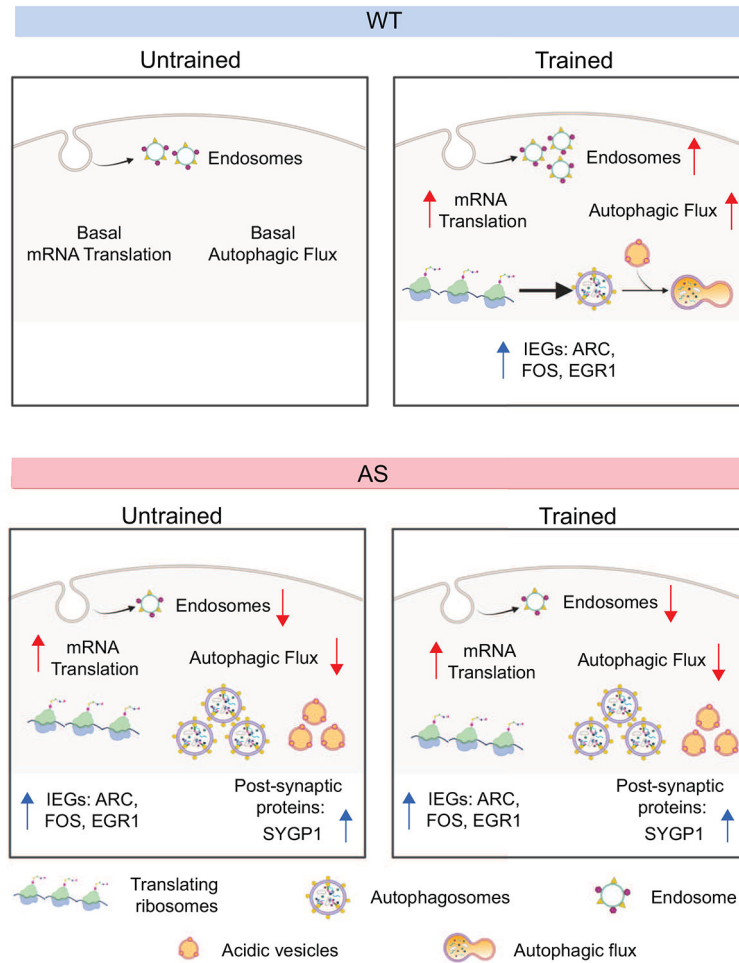 WT
Untrained
Endosomes
Basal
mRNA Translation
Basal
Autophagic Flux
Trained
Endosomes
mRNA
Translation
Autophagic Flux
IEGs: ARC,
FOS, EGR1
AS
Untrained
Endosomes
mRNA
Translation
Autophagic Flux
IEGs: ARC,
FOS, EGR1
Post-synaptic
proteins:
SYGP1
Trained
Endosomes
mRNA
Translation
Autophagic Flux
IEGs: ARC,
FOS, EGR1
Post-synaptic
proteins:
SYGP1
Translating
ribosomes
Autophagosomes
Endosome
Acidic vesicles
Autophagic flux